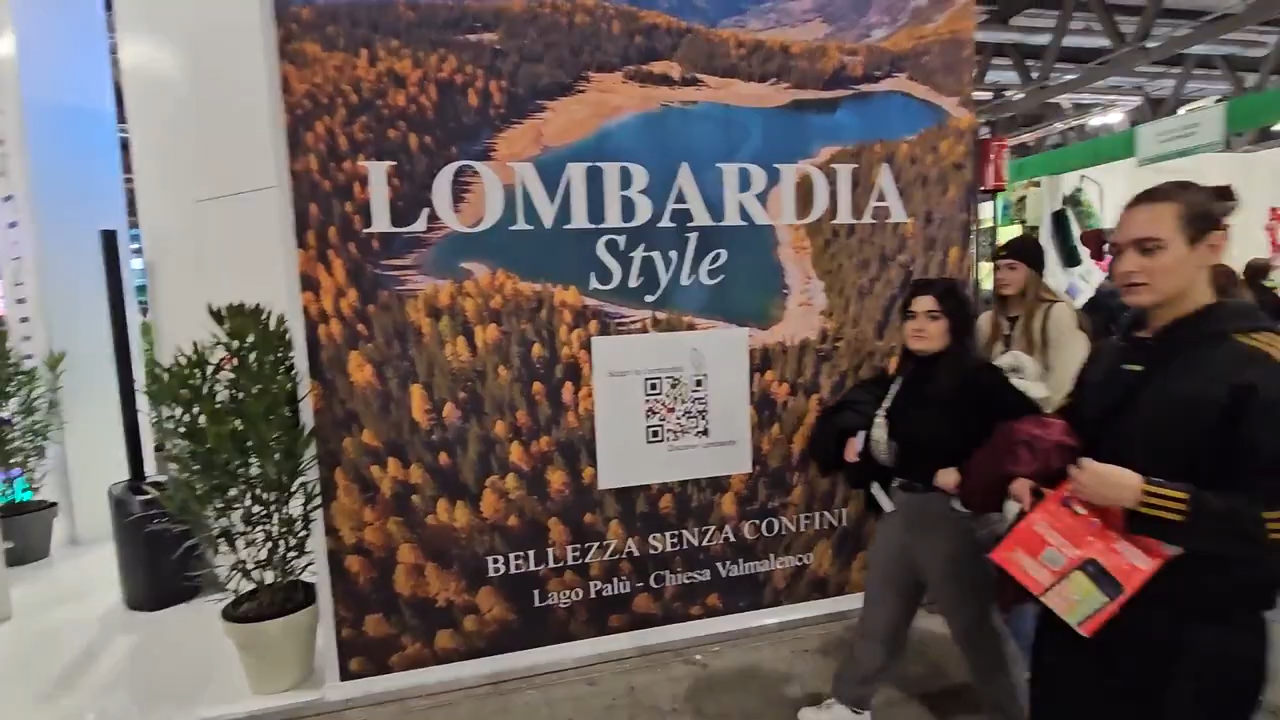 LOMBARDIA
Style
BELLEZZA SENZA CONFINI
Lago Palù - Chiesa Valmalenco